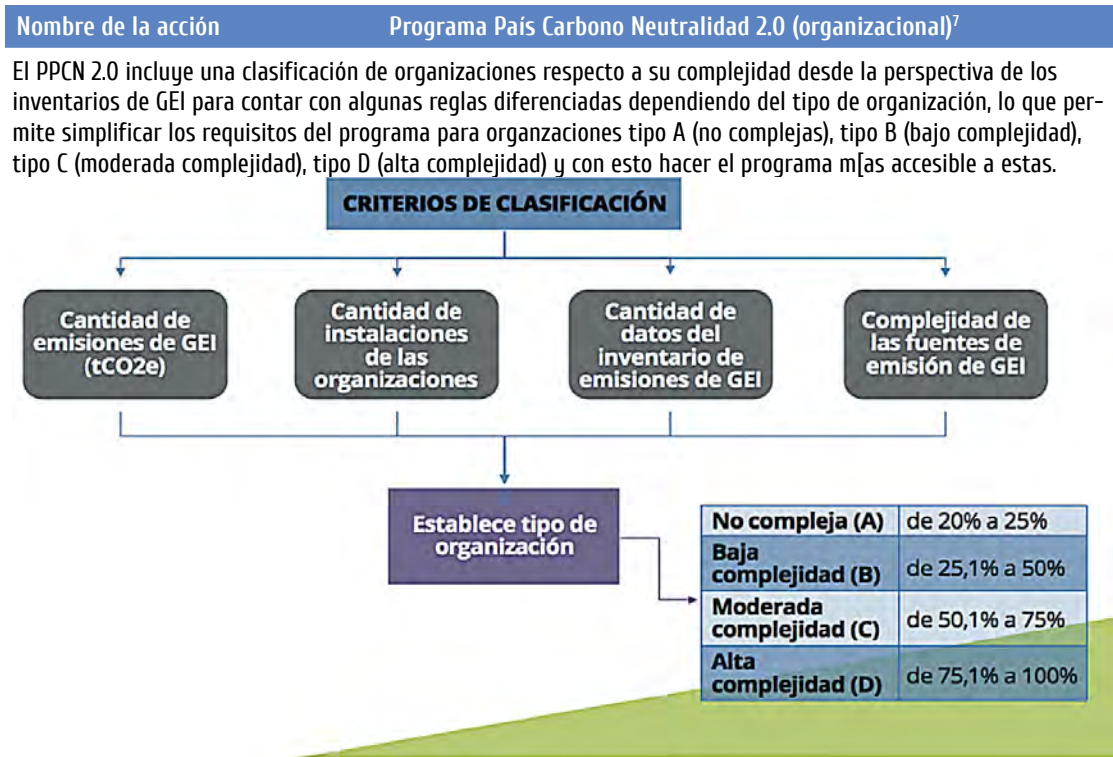 Nombre de la acción Programa País Carbono Neutralidad 2.0 (organizacional)7
El PPCN 2.0 incluye una clasificación de organizaciones respecto a su complejidad desde la perspectiva de los
inventarios de GEI para contar con algunas reglas diferenciadas dependiendo del tipo de organización, lo que per-
mite simplificar los requisitos del programa para organzaciones tipo A (no complejas), tipo B (bajo complejidad),
tipo C (moderada complejidad), tipo D (alta complejidad) y con esto hacer el programa m[as accesible a estas.
CRITERIOS DE CLASIFICACIÓN
Cantidad de
emisiones de GEI
(tCO2e)
Cantidad de
instalaciones
de las
organizaciones
Cantidad de
datos del
inventario de
emisiones de GEI
Complejidad de
las fuentes de
emisión de GEI
Establece tipo de
organización
No compleja (A) de 20% a 25%
Baja
complejidad (B) de 25,1% a 50%
Moderada
complejidad (C) de 50,1% a 75%
Alta
complejidad (D) de 75,1% a 100%